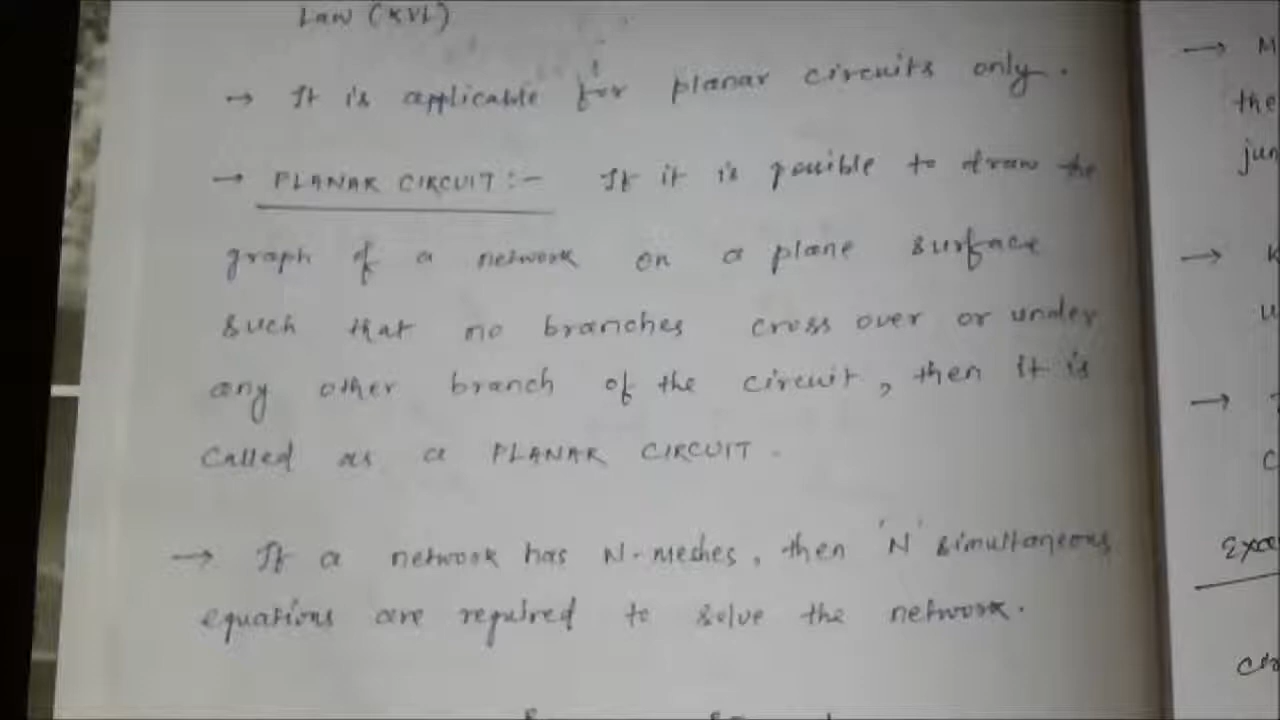 Law (KVL)
→ It is applicable for planar circuits only.
→ PLANAR CIRCUIT :- If it is possible to draw the
graph of a network on a plane surface
such that no branches cross over or under
any other branch of the circuit, then it is
called as a PLANAR CIRCUIT.
→ If a network has N-meshes, then 'N' simultaneous
equations are required to solve the network.
→ M
the
jun
→ K
u
→
c
Exa